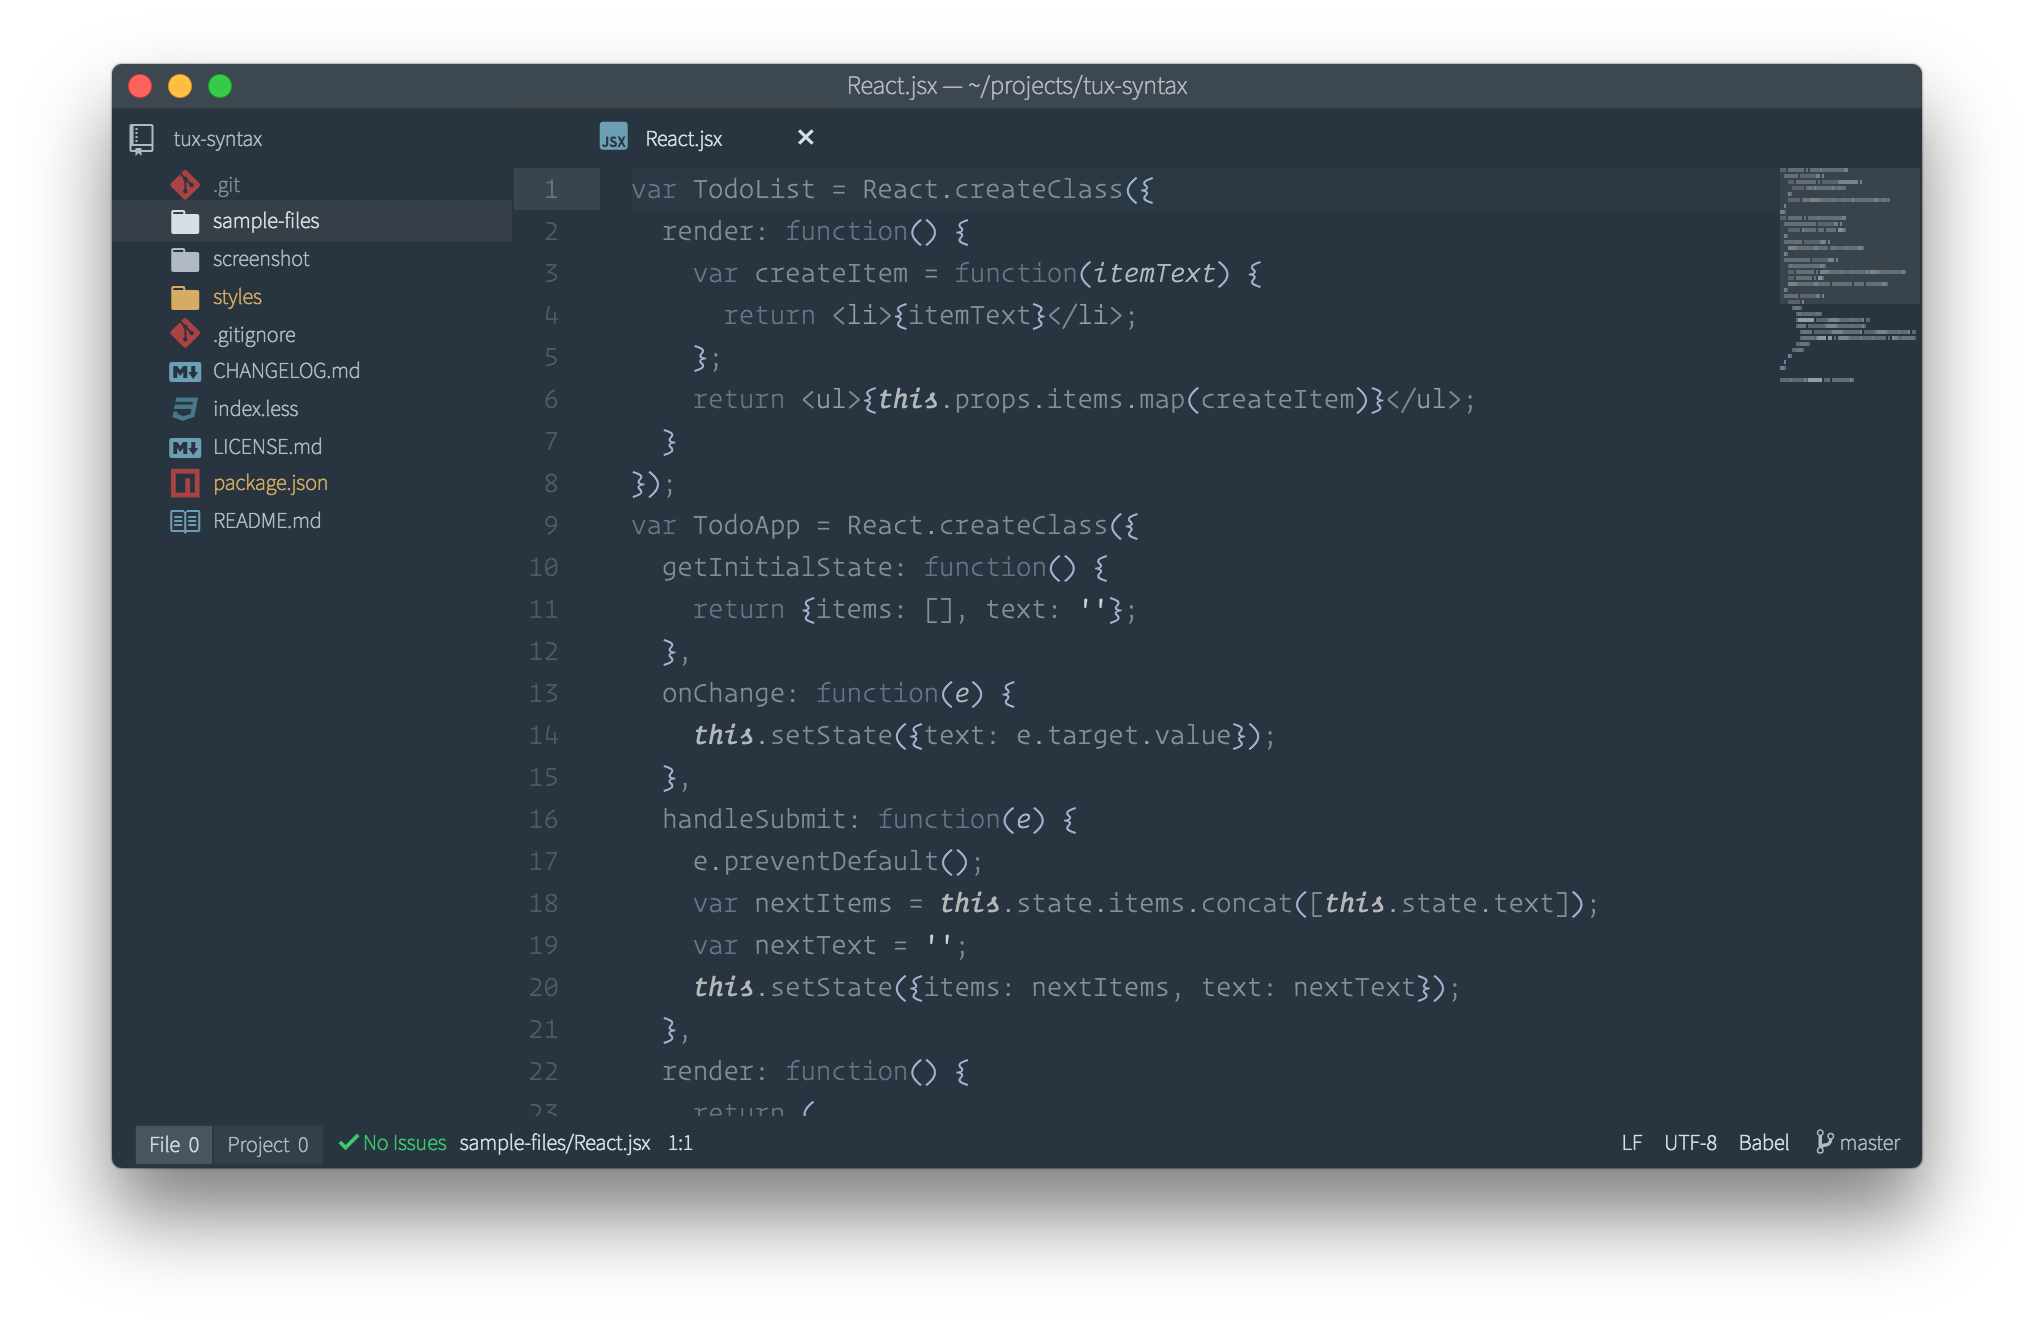 React.jsx — ~/projects/tux-syntax
tux-syntax
.git
sample-files
screenshot
styles
.gitignore
CHANGELOG.md
index.less
LICENSE.md
package.json
README.md
JSX React.jsx
1 var TodoList = React.createClass({
2 render: function() {
3 var createItem = function(itemText) {
4 return <li>{itemText}</li>;
5 };
6 return <ul>{this.props.items.map(createItem)}</ul>;
7 }
8 });
9 var TodoApp = React.createClass({
10 getInitialState: function() {
11 return {items: [], text: ''};
12 },
13 onChange: function(e) {
14 this.setState({text: e.target.value});
15 },
16 handleSubmit: function(e) {
17 e.preventDefault();
18 var nextItems = this.state.items.concat([this.state.text]);
19 var nextText = '';
20 this.setState({items: nextItems, text: nextText});
21 },
22 render: function() {
23 return (
File 0 Project 0 No Issues sample-files/React.jsx 1:1 LF UTF-8 Babel master